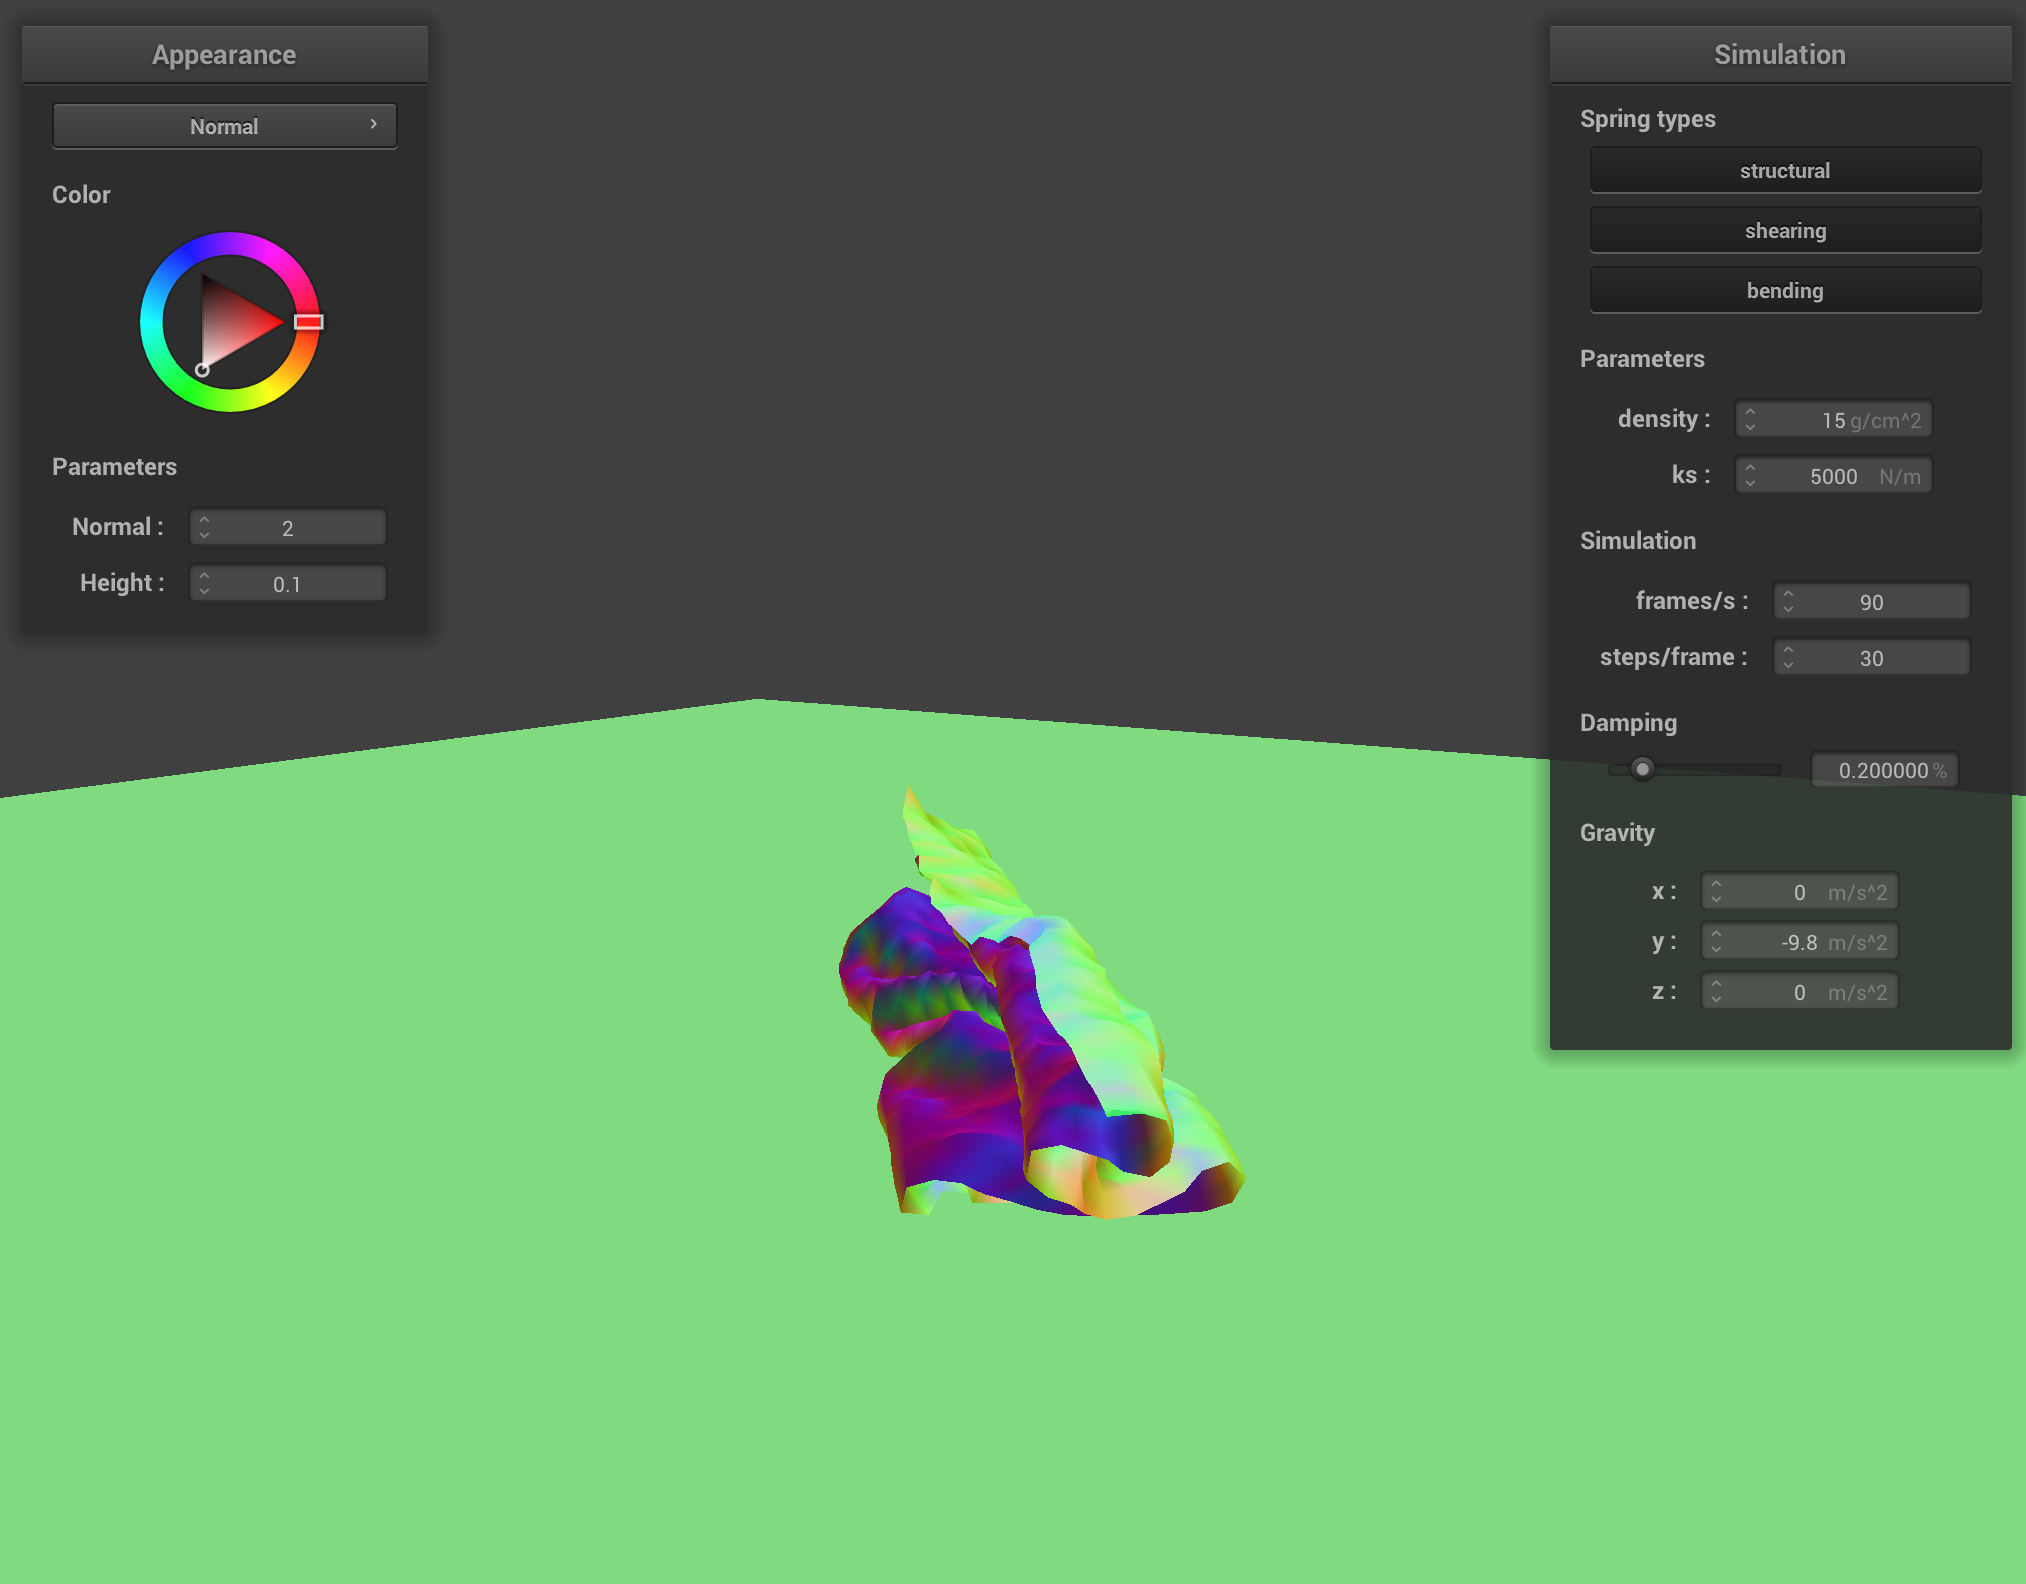 Appearance
Normal
Color
Parameters
Normal :
2
Height :
0.1
Simulation
Spring types
structural
shearing
bending
Parameters
density :
15 g/cm^2
ks :
5000 N/m
Simulation
frames/s :
90
steps/frame :
30
Damping
0.200000 %
Gravity
x :
0 m/s^2
y :
-9.8 m/s^2
z :
0 m/s^2